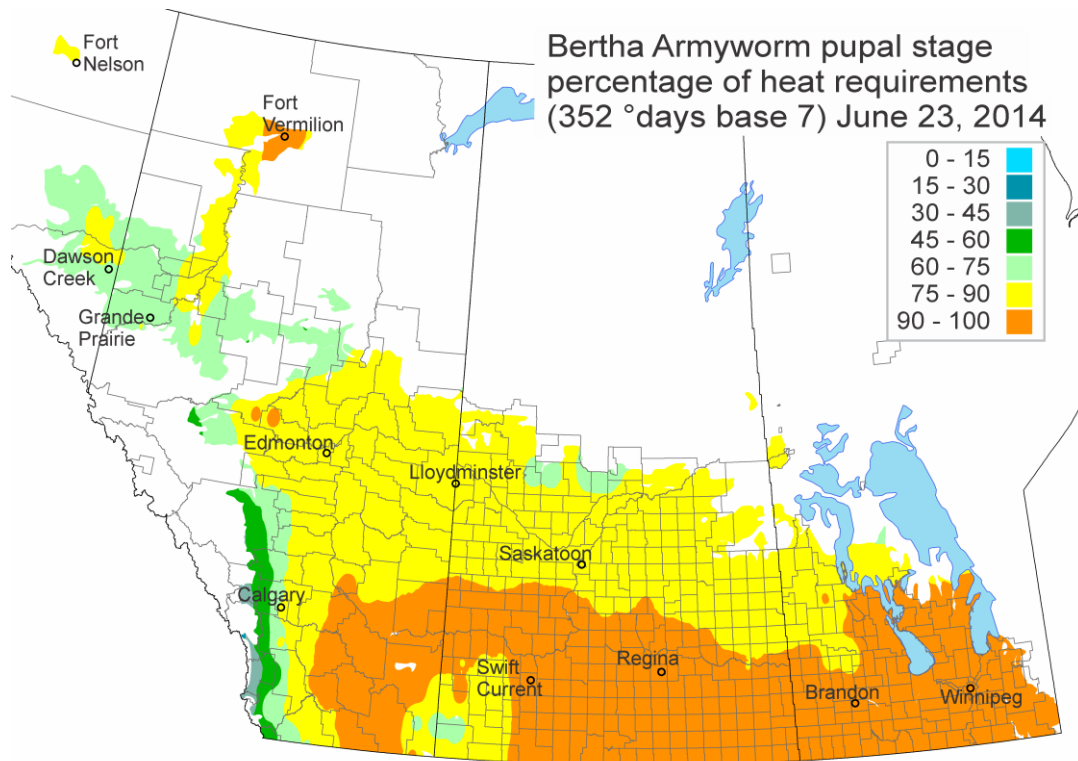 Fort
Nelson
Bertha Armyworm pupal stage
percentage of heat requirements
(352 °days base 7) June 23, 2014
Fort
Vermilion
0 - 15
15 - 30
30 - 45
45 - 60
60 - 75
75 - 90
90 - 100
Dawson
Creek
Grande
Prairie
Edmonton
Lloydminster
Saskatoon
Calgary
Swift
Current
Regina
Brandon
Winnipeg